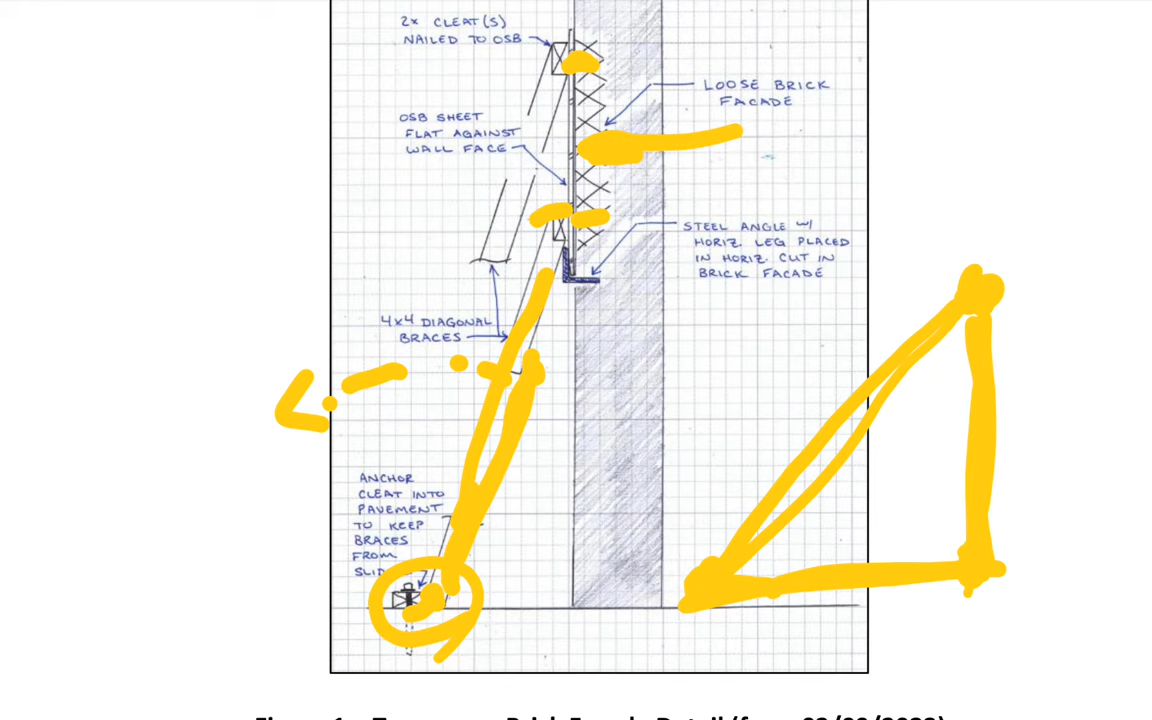 2x CLEAT(S)
NAILED TO OSB
LOOSE BRICK
FACADE
OSB SHEET
FLAT AGAINST
WALL FACE
STEEL ANGLE W/
HORIZ. LEG PLACED
IN HORIZ. CUT IN
BRICK FACADE
4x4 DIAGONAL
BRACES
ANCHOR
CLEAT INTO
PAVEMENT
TO KEEP
BRACES
FROM